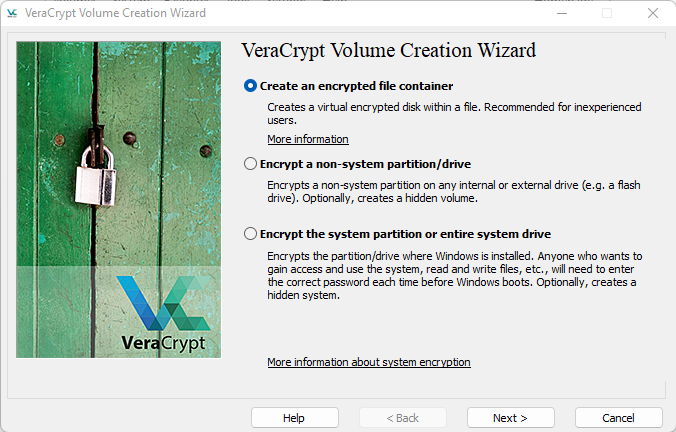 VeraCrypt Volume Creation Wizard
VeraCrypt Volume Creation Wizard
Create an encrypted file container
Creates a virtual encrypted disk within a file. Recommended for inexperienced
users.
More information
Encrypt a non-system partition/drive
Encrypts a non-system partition on any internal or external drive (e.g. a flash
drive). Optionally, creates a hidden volume.
Encrypt the system partition or entire system drive
Encrypts the partition/drive where Windows is installed. Anyone who wants to
gain access and use the system, read and write files, etc., will need to enter
the correct password each time before Windows boots. Optionally, creates a
hidden system.
VeraCrypt
More information about system encryption
Help
< Back
Next >
Cancel